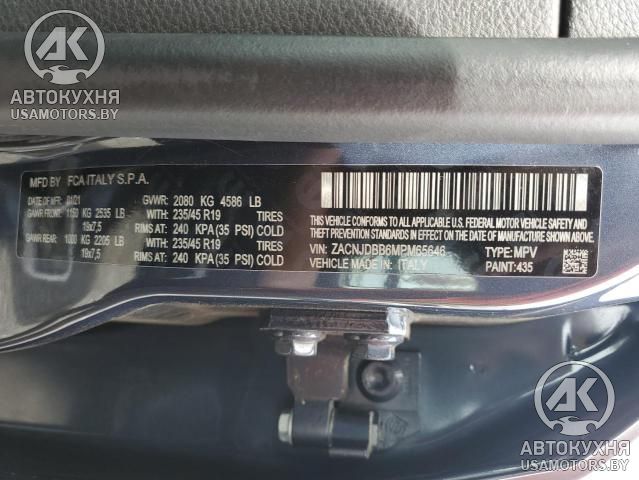 АК
АВТОКУХНЯ
USAMOTORS.BY
MFD BY FCA ITALY S.P.A.
DATE OF MFR 01/21 GVWR: 2080 KG 4586 LB
GAWR FRONT: 1150 KG 2535 LB WITH: 235/45 R19 TIRES
19x7,5 RIMS AT: 240 KPA (35 PSI) COLD
GAWR REAR: 1000 KG 2205 LB WITH: 235/45 R19 TIRES
19x7,5 RIMS AT: 240 KPA (35 PSI) COLD
THIS VEHICLE CONFORMS TO ALL APPLICABLE
FEDERAL MOTOR VEHICLE SAFETY
BUMPER, AND THEFT PREVENTION STANDARDS IN EFFECT
ON THE DATE OF MANUFACTURE SHOWN ABOVE.
VIN: ZACNJDBB6MPM65646 TYPE: MPV
VEHICLE MADE IN: ITALY PAINT: 435
АК
АВТОКУХНЯ
USAMOTORS.BY